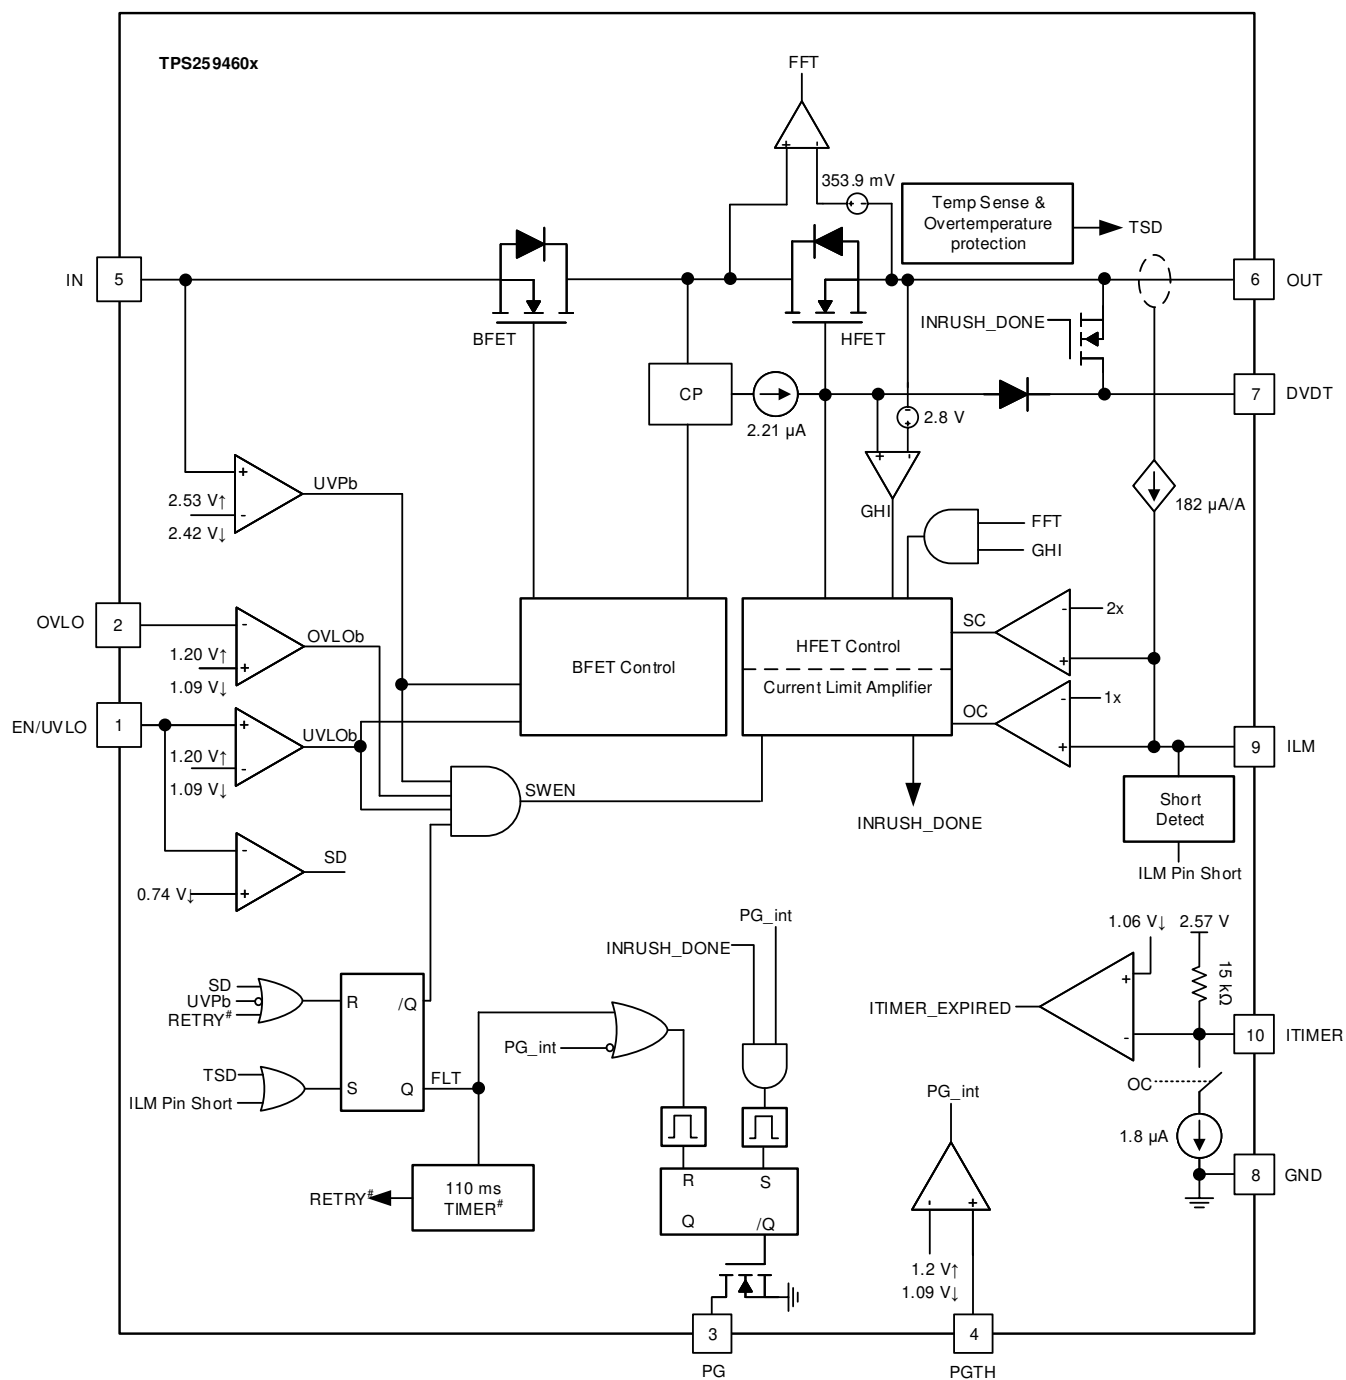 TPS259460x
FFT
+
-
353.9 mV
+ -
Temp Sense &
Overtemperature
protection
TSD
IN
5
6
OUT
BFET
HFET
INRUSH_DONE
CP
2.21 µA
-
+
2.8 V
7
DVDT
+
-
GHI
182 µA/A
FFT
GHI
+
-
2.53 V↑
2.42 V↓
UVPb
OVLO
2
-
+
1.20 V↑
1.09 V↓
OVLOb
EN/UVLO
1
+
-
1.20 V↑
1.09 V↓
UVLOb
BFET Control
HFET Control
Current Limit Amplifier
SC
-
+
2x
OC
-
+
1x
9
ILM
SWEN
INRUSH_DONE
Short
Detect
ILM Pin Short
-
+
0.74 V↓
SD
SD
UVPb
RETRY#
R
/Q
TSD
ILM Pin Short
S
Q
FLT
RETRY#
110 ms
TIMER#
INRUSH_DONE
PG_int
PG_int
R
S
Q
/Q
3
PG
PG_int
-
+
1.2 V↑
1.09 V↓
4
PGTH
1.06 V↓
2.57 V
15 kΩ
+
-
ITIMER_EXPIRED
10
ITIMER
OC
1.8 µA
8
GND